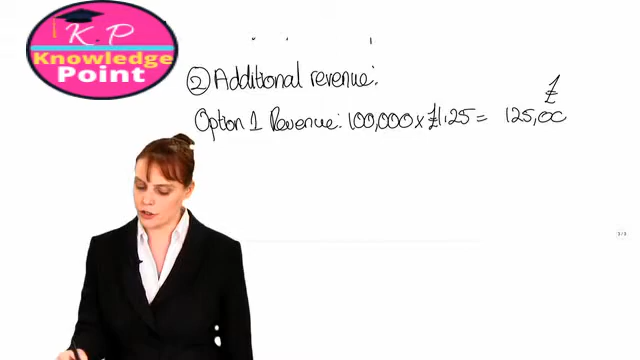 K.P
Knowledge
Point
② Additional revenue:
£
Option 1 Revenue: 100,000 x £1.25 = 125,00